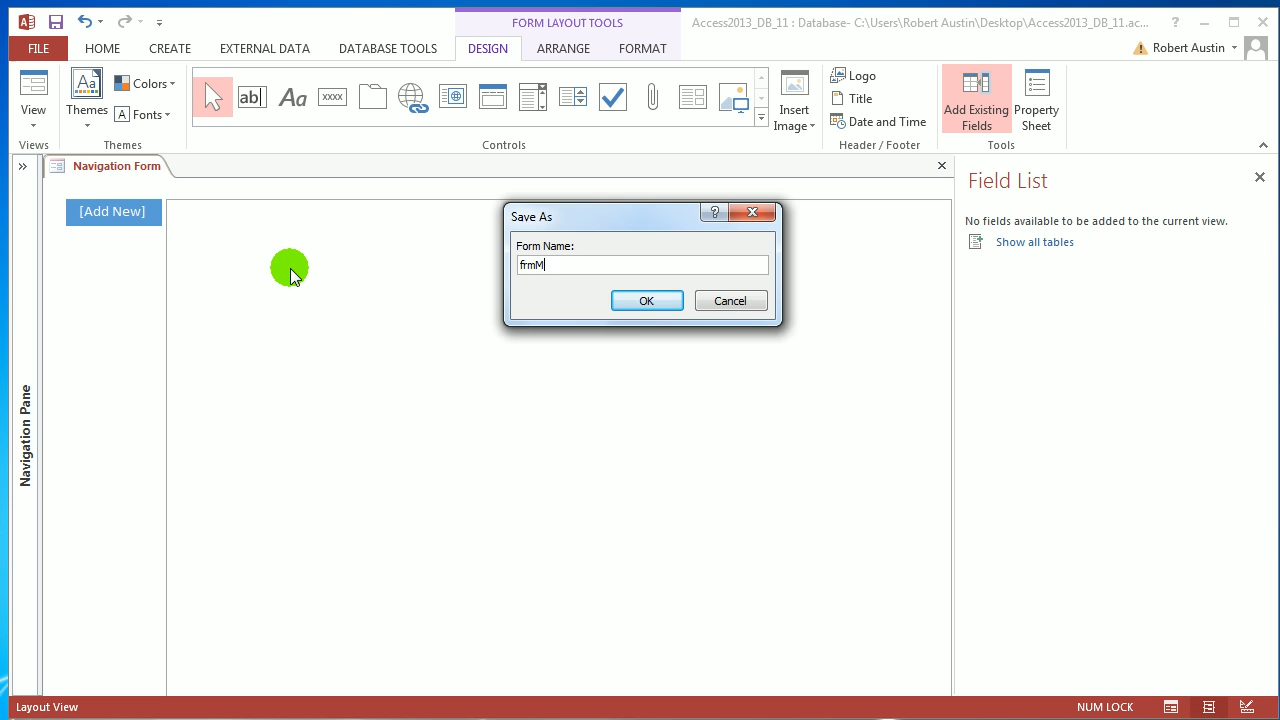 FORM LAYOUT TOOLS
Access2013_DB_11 : Database- C:\Users\Robert Austin\Desktop\Access2013_DB_11.ac...
?
FILE HOME CREATE EXTERNAL DATA DATABASE TOOLS DESIGN ARRANGE FORMAT
Robert Austin
View
Themes
Aa
Colors
Fonts
A
ab
Aa
xxxx
Insert
Image
Logo
Title
Date and Time
Add Existing
Fields
Property
Sheet
Views Themes Controls Header / Footer Tools
Navigation Form
Field List
[Add New]
Save As
?
Form Name:
frmM
OK Cancel
No fields available to be added to the current view.
Show all tables
Navigation Pane
Layout View
NUM LOCK